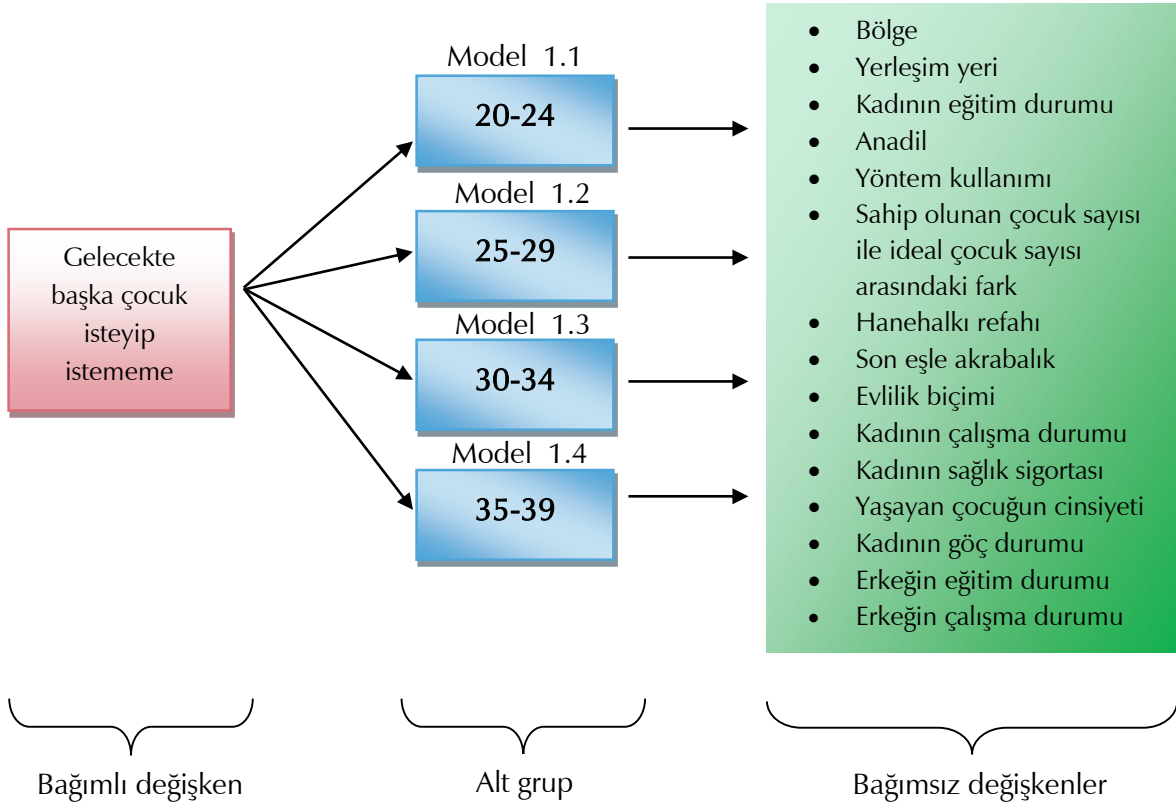 Gelecekte
başka çocuk
isteyip
istememe
Model 1.1
20-24
Model 1.2
25-29
Model 1.3
30-34
Model 1.4
35-39
• Bölge
• Yerleşim yeri
• Kadının eğitim durumu
• Anadil
• Yöntem kullanımı
• Sahip olunan çocuk sayısı
ile ideal çocuk sayısı
arasındaki fark
• Hanehalkı refahı
• Son eşle akrabalık
• Evlilik biçimi
• Kadının çalışma durumu
• Kadının sağlık sigortası
• Yaşayan çocuğun cinsiyeti
• Kadının göç durumu
• Erkeğin eğitim durumu
• Erkeğin çalışma durumu
Bağımlı değişken
Alt grup
Bağımsız değişkenler